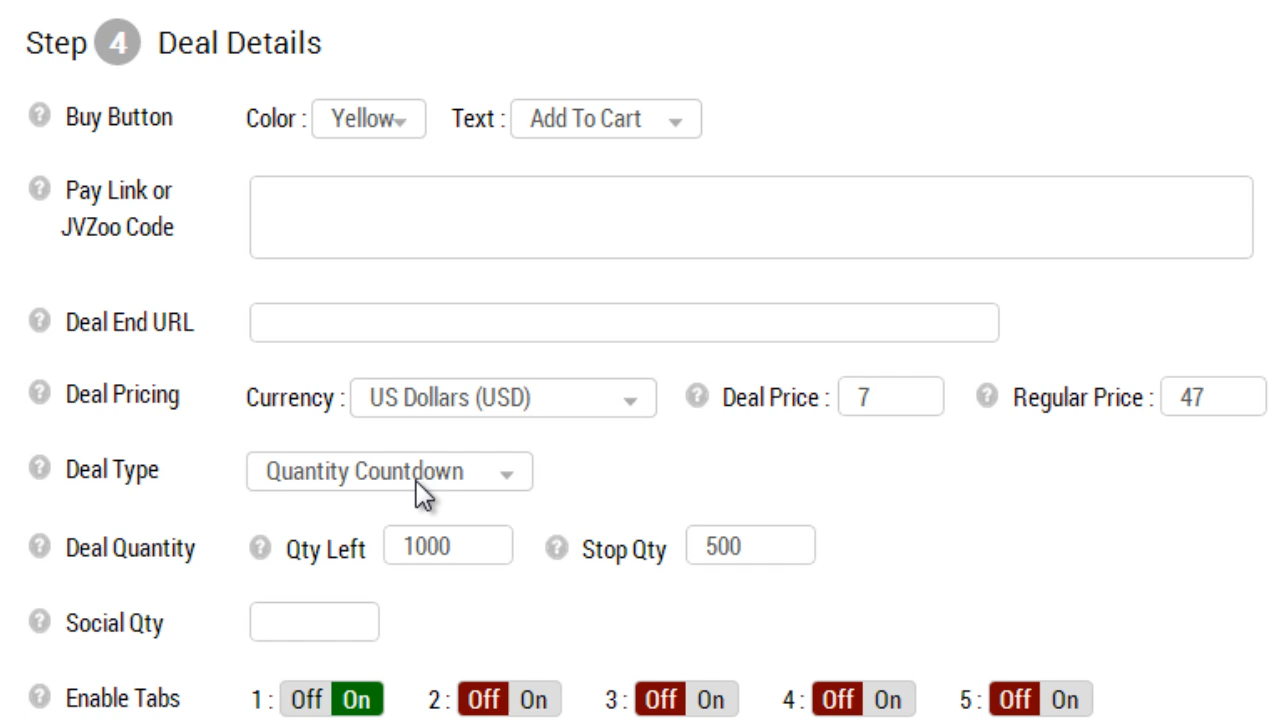 Step 4 Deal Details
? Buy Button Color : Yellow Text : Add To Cart
? Pay Link or
JVZoo Code
? Deal End URL
? Deal Pricing Currency : US Dollars (USD) ? Deal Price : 7 ? Regular Price : 47
? Deal Type Quantity Countdown
? Deal Quantity ? Qty Left 1000 ? Stop Qty 500
? Social Qty
? Enable Tabs 1 : Off On 2 : Off On 3 : Off On 4 : Off On 5 : Off On